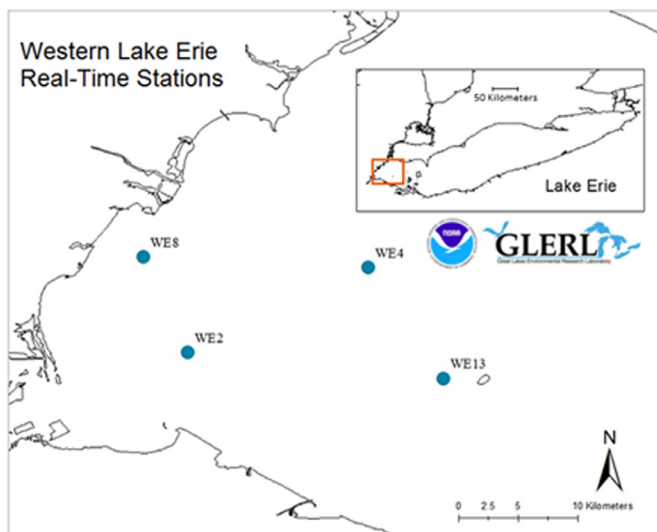 Western Lake Erie
Real-Time Stations
50 Kilometers
Lake Erie
NOAA
GLERL
Great Lakes Environmental Research Laboratory
WE8
WE4
WE2
WE13
N
0 2.5 5 10 Kilometers